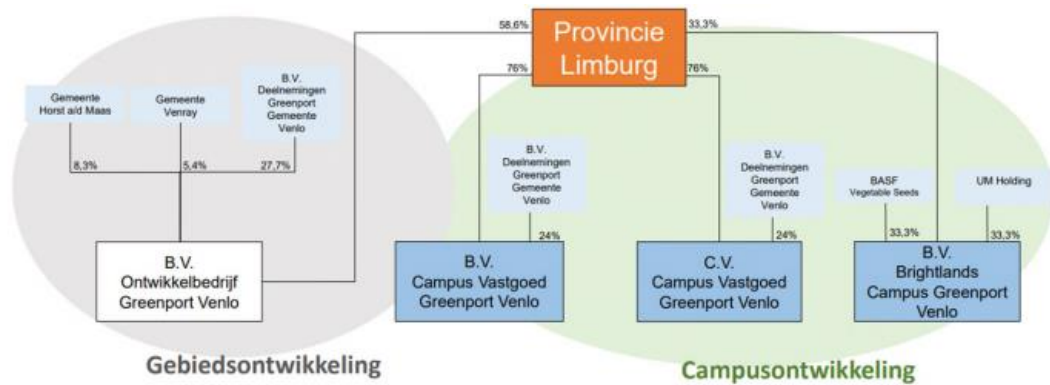 58,6%
Provincie
Limburg
33,3%
76%
76%
Gemeente
Horst a/d Maas
Gemeente
Venray
B.V.
Deelnemingen
Greenport
Gemeente
Venlo
8,3%
5,4%
27,7%
B.V.
Deelnemingen
Greenport
Gemeente
Venlo
24%
B.V.
Deelnemingen
Greenport
Gemeente
Venlo
24%
BASF
Vegetable Seeds
33,3%
UM Holding
33,3%
B.V.
Ontwikkelbedrijf
Greenport Venlo
B.V.
Campus Vastgoed
Greenport Venlo
C.V.
Campus Vastgoed
Greenport Venlo
B.V.
Brightlands
Campus Greenport
Venlo
Gebiedsontwikkeling
Campusontwikkeling